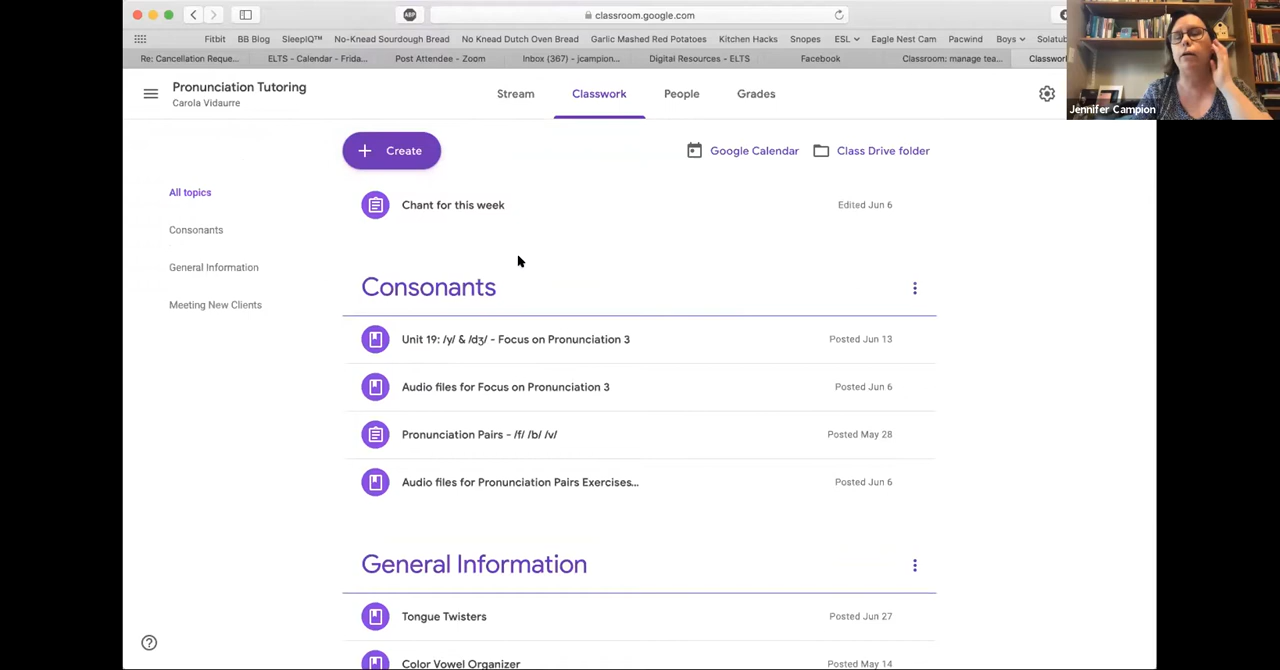 classroom.google.com
Fitbit BB Blog SleepIQ™ No-Knead Sourdough Bread No Knead Dutch Oven Bread Garlic Mashed Red Potatoes Kitchen Hacks Snopes ESL Eagle Nest Cam Pacwind Boys Solatu
Re: Cancellation Reque... ELTS - Calendar - Frida... Post Attendee - Zoom Inbox (367) – jcampion... Digital Resources - ELTS Facebook Classroom: manage tea... Classwork
Pronunciation Tutoring
Carola Vidaurre
Stream Classwork People Grades
Jennifer Campion
+ Create
Google Calendar Class Drive folder
All topics
Consonants
General Information
Meeting New Clients
Chant for this week Edited Jun 6
Consonants
Unit 19: /y/ & /dʒ/ - Focus on Pronunciation 3 Posted Jun 13
Audio files for Focus on Pronunciation 3 Posted Jun 6
Pronunciation Pairs - /f/ /b/ /v/ Posted May 28
Audio files for Pronunciation Pairs Exercises... Posted Jun 6
General Information
Tongue Twisters Posted Jun 27
Color Vowel Organizer Posted May 14